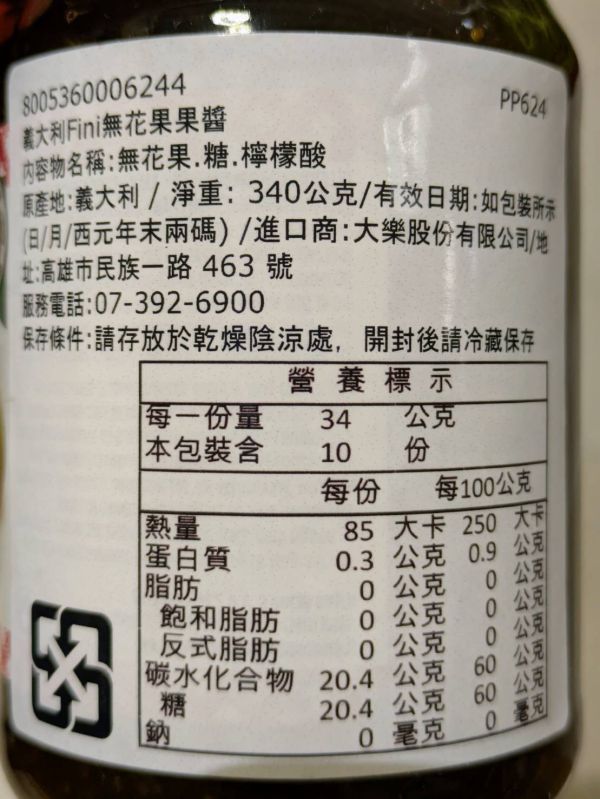 8005360006244
PP624
義大利Fini無花果果醬
內容物名稱:無花果.糖.檸檬酸
原產地:義大利 / 淨重: 340公克/有效日期:如包裝所示
(日/月/西元年末兩碼) /進口商:大樂股份有限公司/地
址:高雄市民族一路 463 號
服務電話:07-392-6900
保存條件:請存放於乾燥陰涼處, 開封後請冷藏保存
營養標示
每一份量 34 公克
本包裝含 10 份
每份 每100公克
熱量 85 大卡 250 大卡
蛋白質 0.3 公克 0.9 公克
脂肪 0 公克 0 公克
飽和脂肪 0 公克 0 公克
反式脂肪 0 公克 0 公克
碳水化合物 20.4 公克 60 公克
糖 20.4 公克 60 公克
鈉 0 毫克 0 毫克